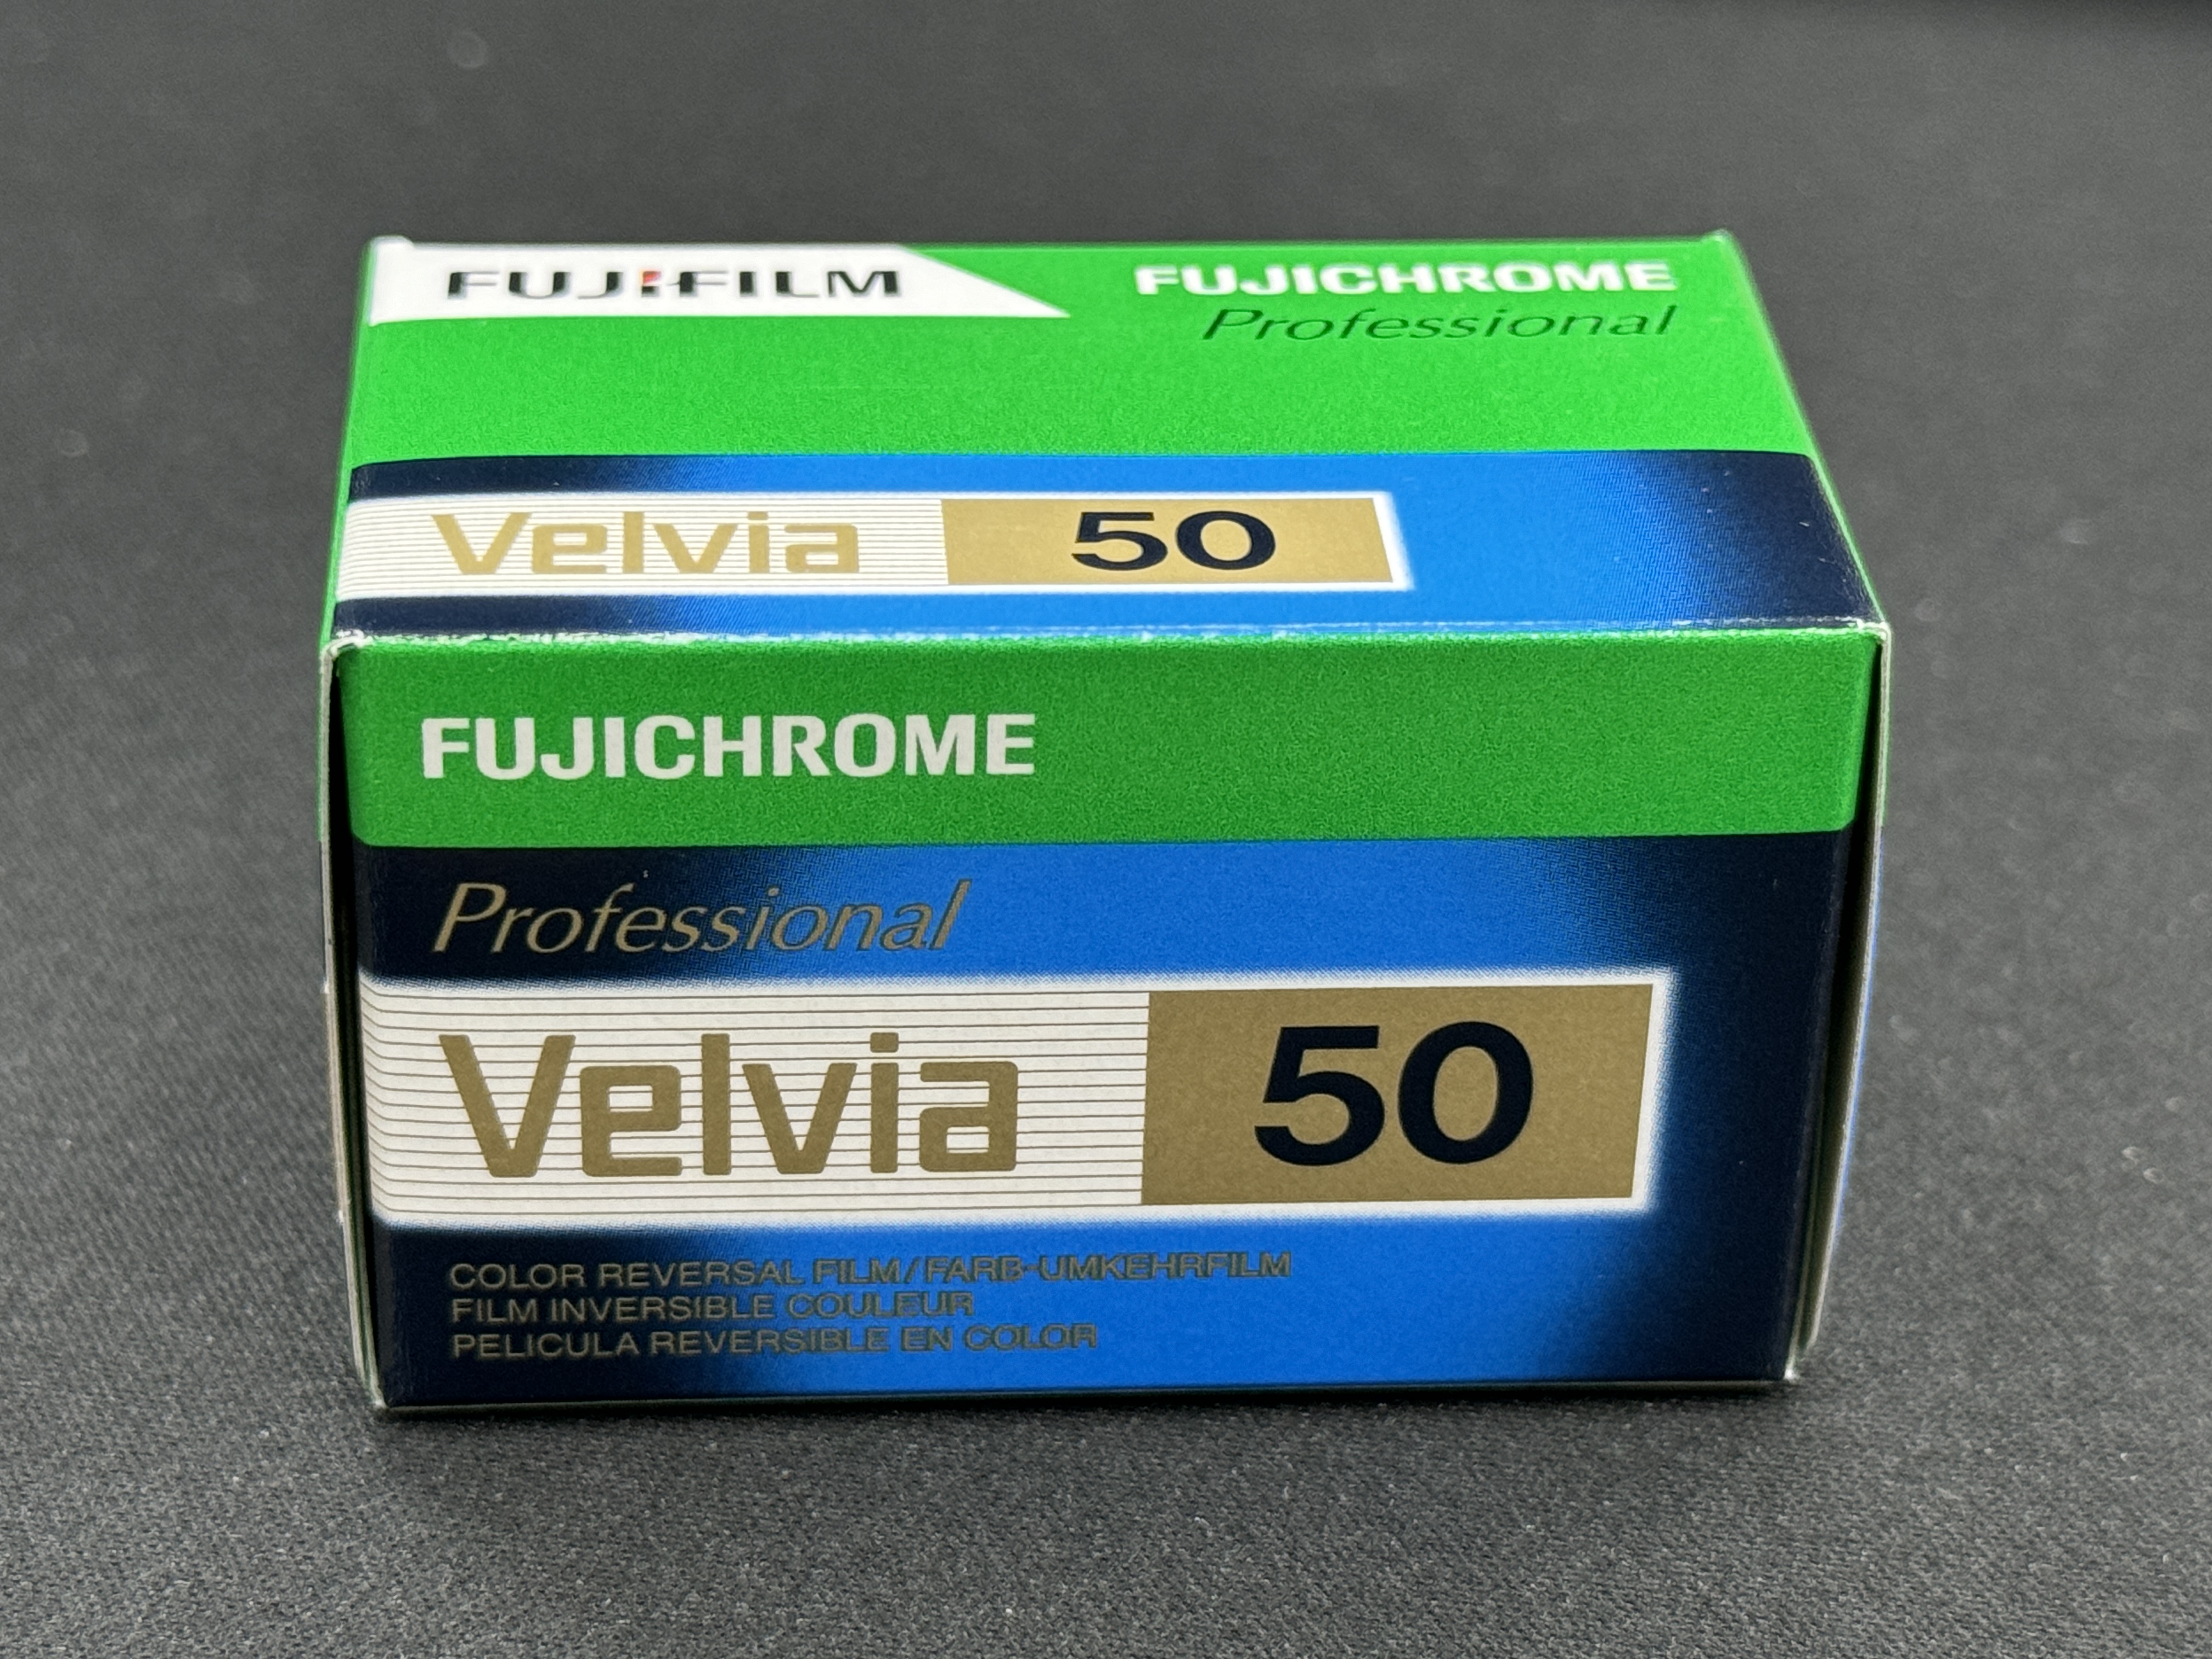 FUJIFILM
FUJICHROME
Professional
Velvia 50
FUJICHROME
Professional
Velvia 50
COLOR REVERSAL FILM/FARB-UMKEHRFILM
FILM INVERSIBLE COULEUR
PELICULA REVERSIBLE EN COLOR